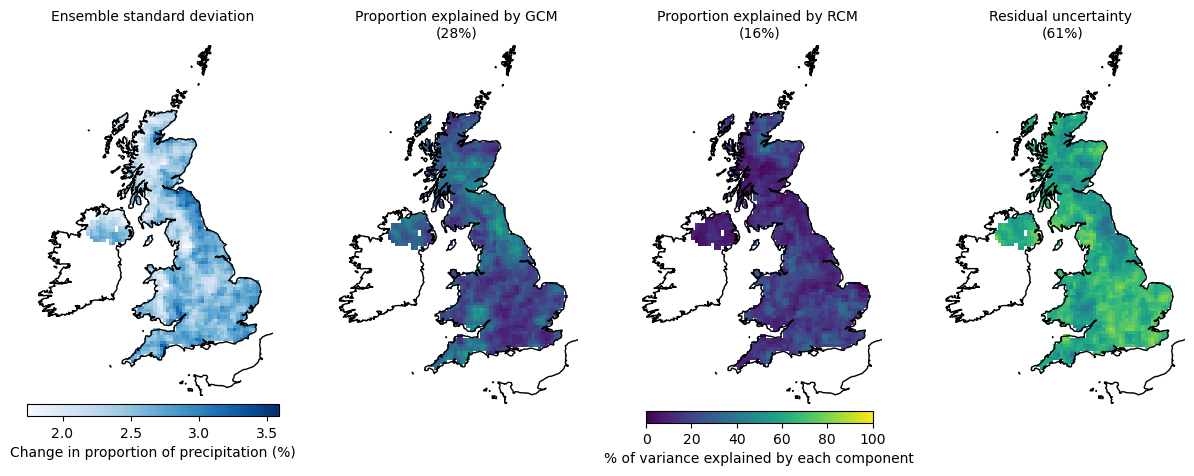 Ensemble standard deviation
Proportion explained by GCM
(28%)
Proportion explained by RCM
(16%)
Residual uncertainty
(61%)
2.0 2.5 3.0 3.5
Change in proportion of precipitation (%)
0 20 40 60 80 100
% of variance explained by each component